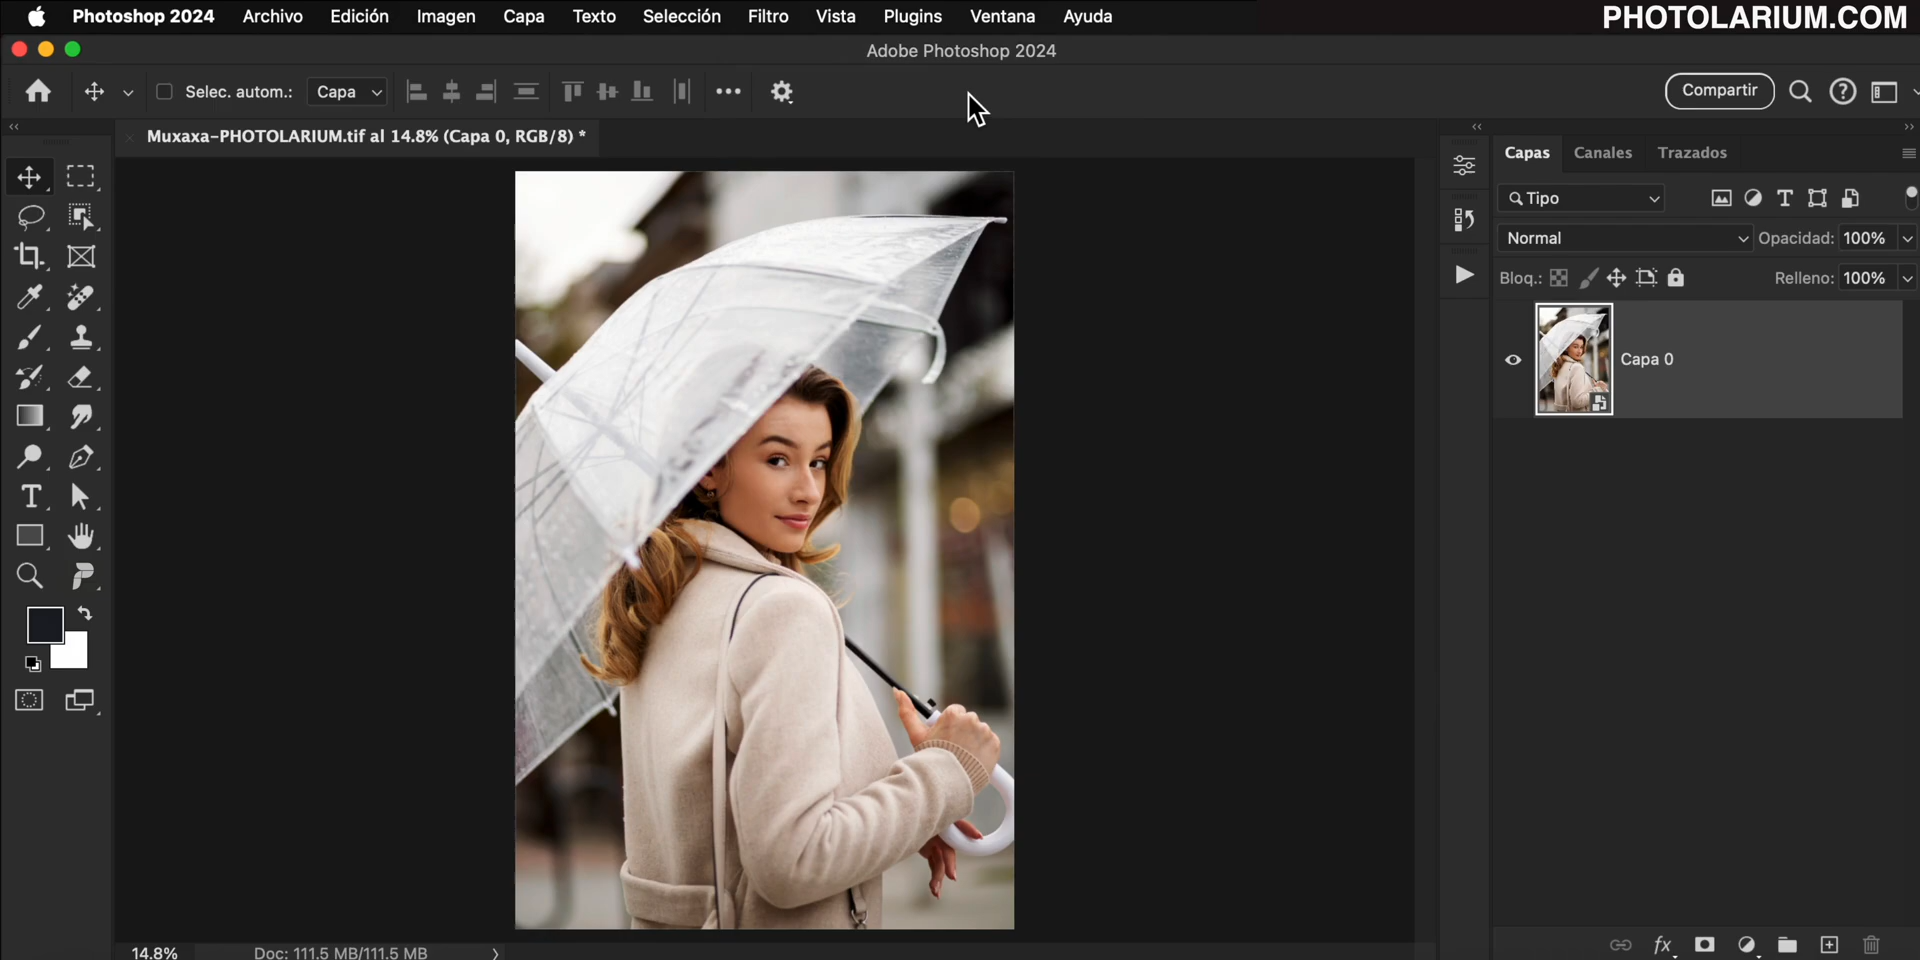 Photoshop 2024 Archivo Edición Imagen Capa Texto Selección Filtro Vista Plugins Ventana Ayuda
PHOTOLARIUM.COM
Adobe Photoshop 2024
Selec. autom.: Capa
Compartir
Muxaxa-PHOTOLARIUM.tif al 14.8% (Capa 0, RGB/8) *
Capas Canales Trazados
Tipo
Normal Opacidad: 100%
Bloq.: Relleno: 100%
Capa 0
14.8% Doc: 111.5 MB/111.5 MB
fx